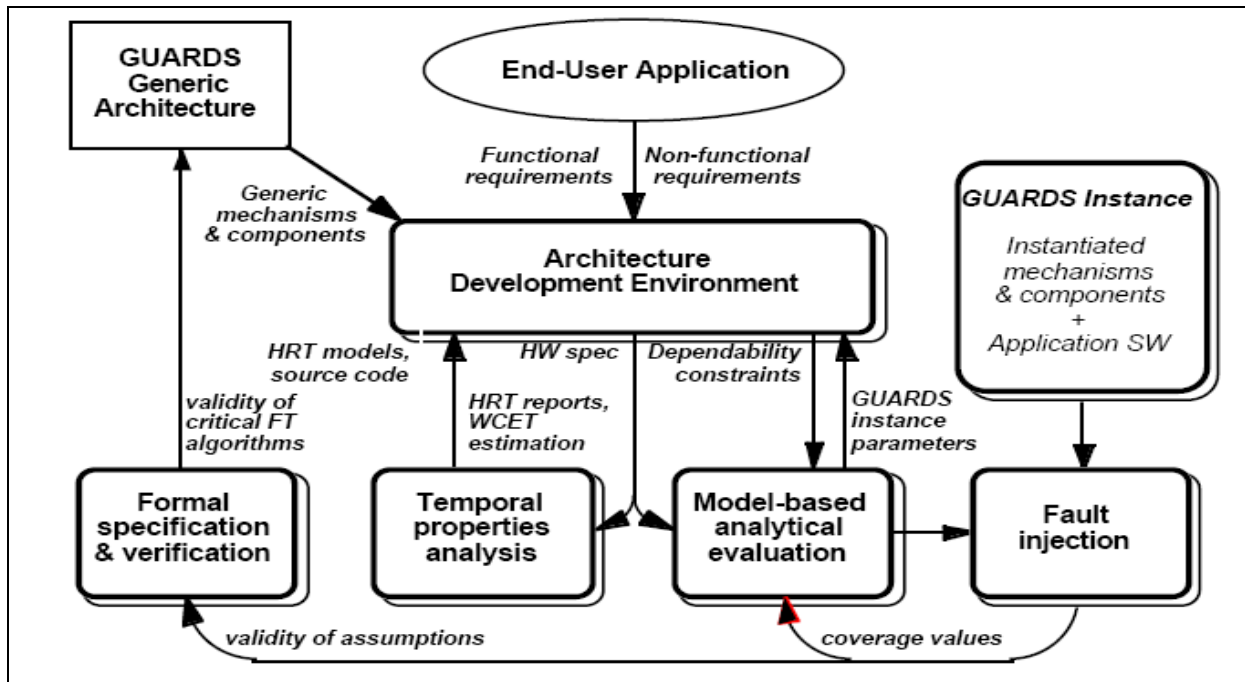 GUARDS
Generic
Architecture
End-User Application
Functional
requirements
Non-functional
requirements
Generic
mechanisms
& components
GUARDS Instance
Instantiated
mechanisms
& components
+
Application SW
Architecture
Development Environment
HRT models,
source code
HW spec
Dependability
constraints
validity of
critical FT
algorithms
HRT reports,
WCET
estimation
GUARDS
instance
parameters
Formal
specification
& verification
Temporal
properties
analysis
Model-based
analytical
evaluation
Fault
injection
validity of assumptions
coverage values